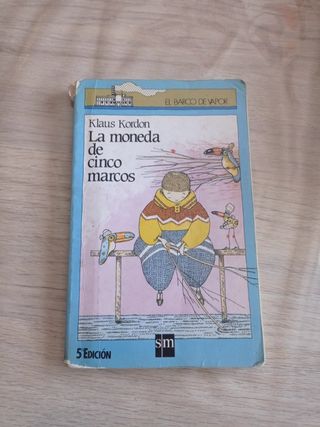 EL BARCO DE VAPOR
Klaus Kordon
La moneda
de
cinco
marcos
5ª EDICIÓN
sm